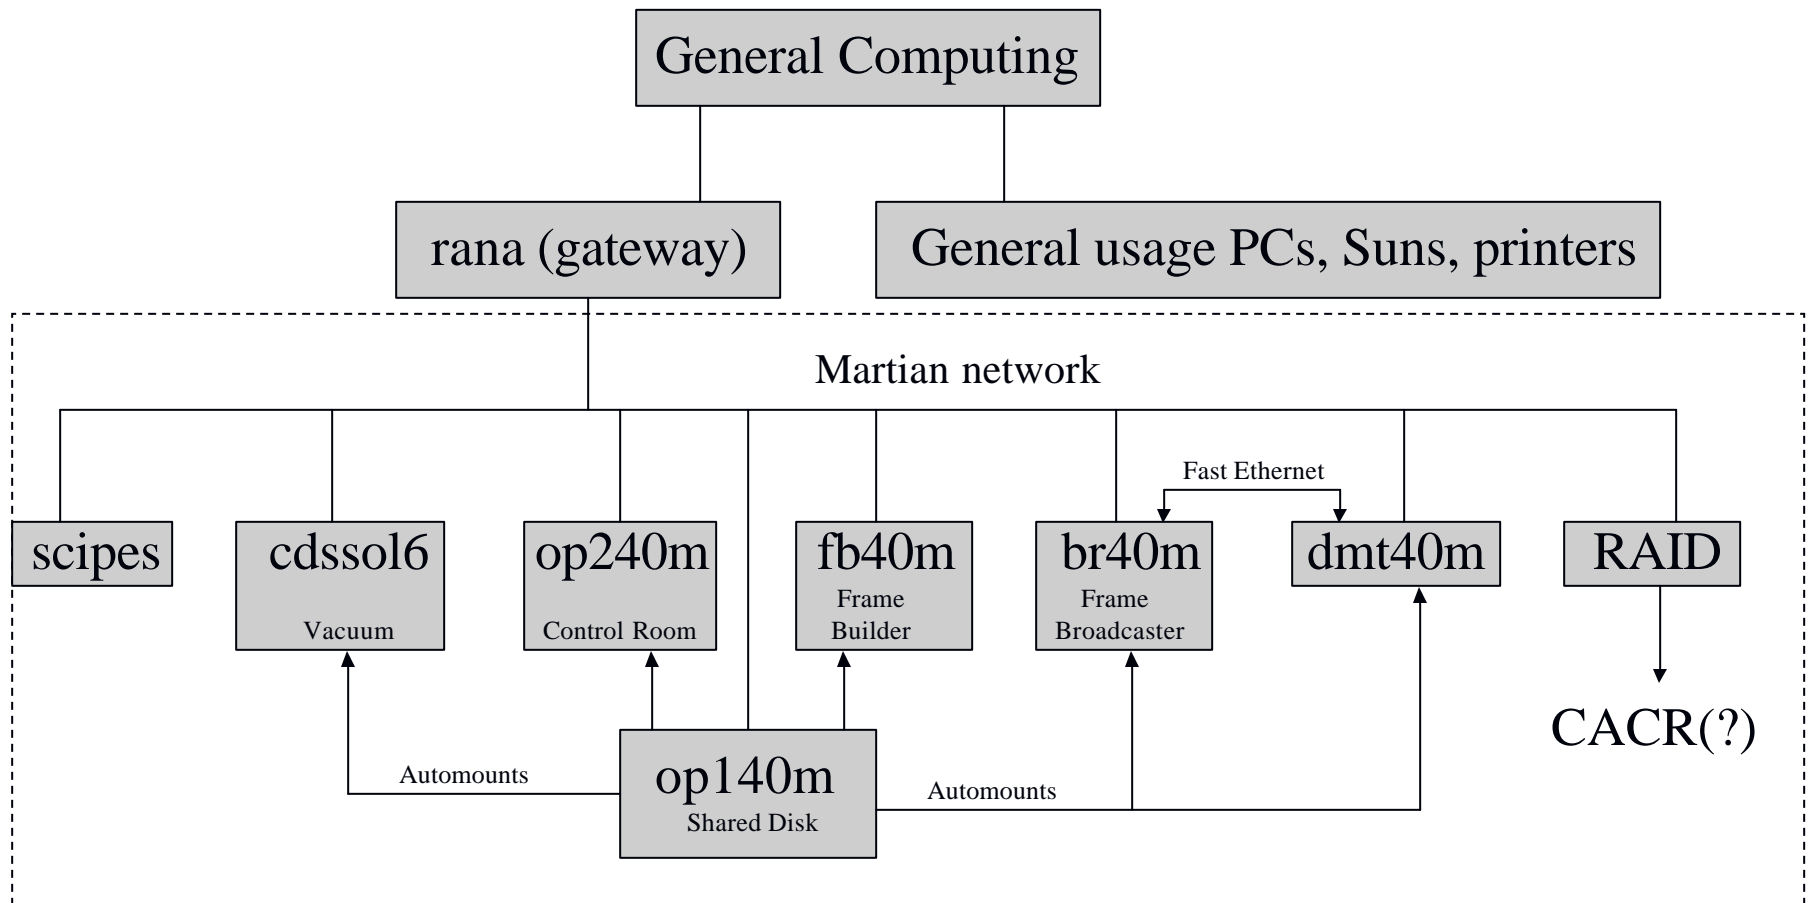 General Computing
rana (gateway)
General usage PCs, Suns, printers
Martian network
Fast Ethernet
scipes
cdssol6
Vacuum
op240m
Control Room
fb40m
Frame
Builder
br40m
Frame
Broadcaster
dmt40m
RAID
CACR(?)
Automounts
op140m
Shared Disk
Automounts